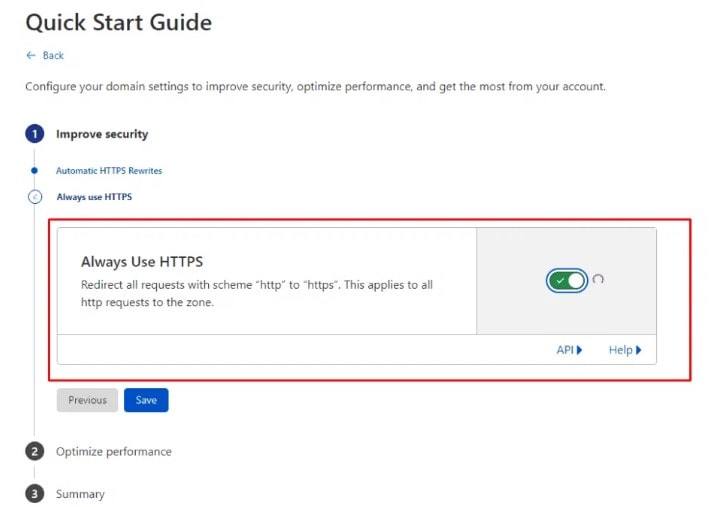 Quick Start Guide
← Back
Configure your domain settings to improve security, optimize performance, and get the most from your account.
1 Improve security
Automatic HTTPS Rewrites
Always use HTTPS
Always Use HTTPS
Redirect all requests with scheme “http” to “https”. This applies to all
http requests to the zone.
API Help
Previous Save
2 Optimize performance
3 Summary